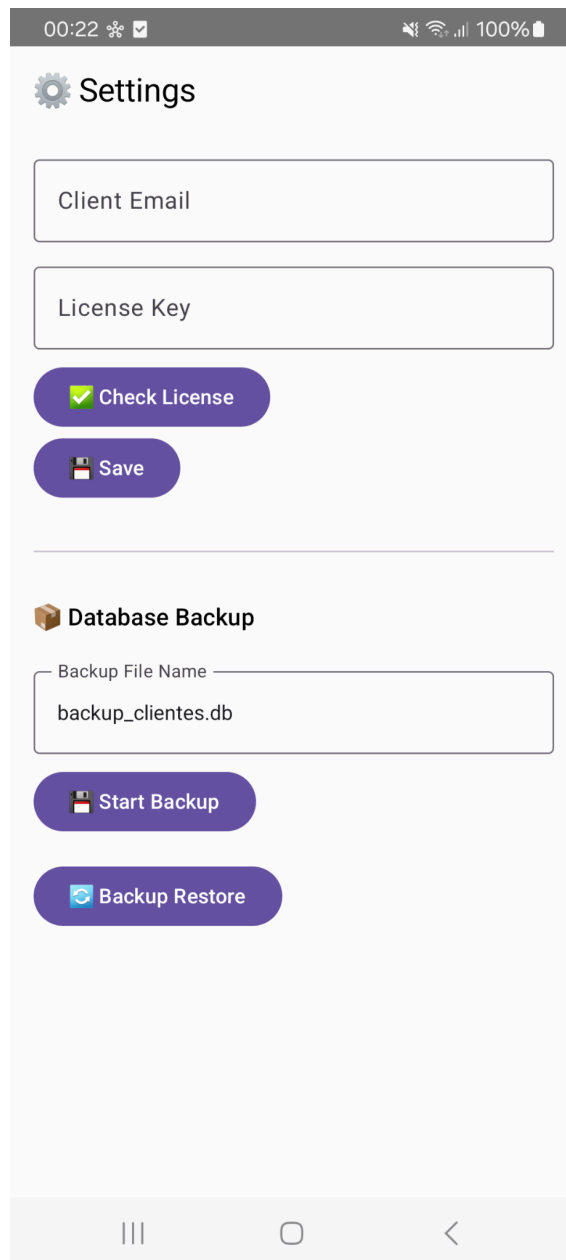 00:22 100%
⚙️ Settings
Client Email
License Key
✅ Check License
💾 Save
📦 Database Backup
Backup File Name
backup_clientes.db
💾 Start Backup
🔄 Backup Restore